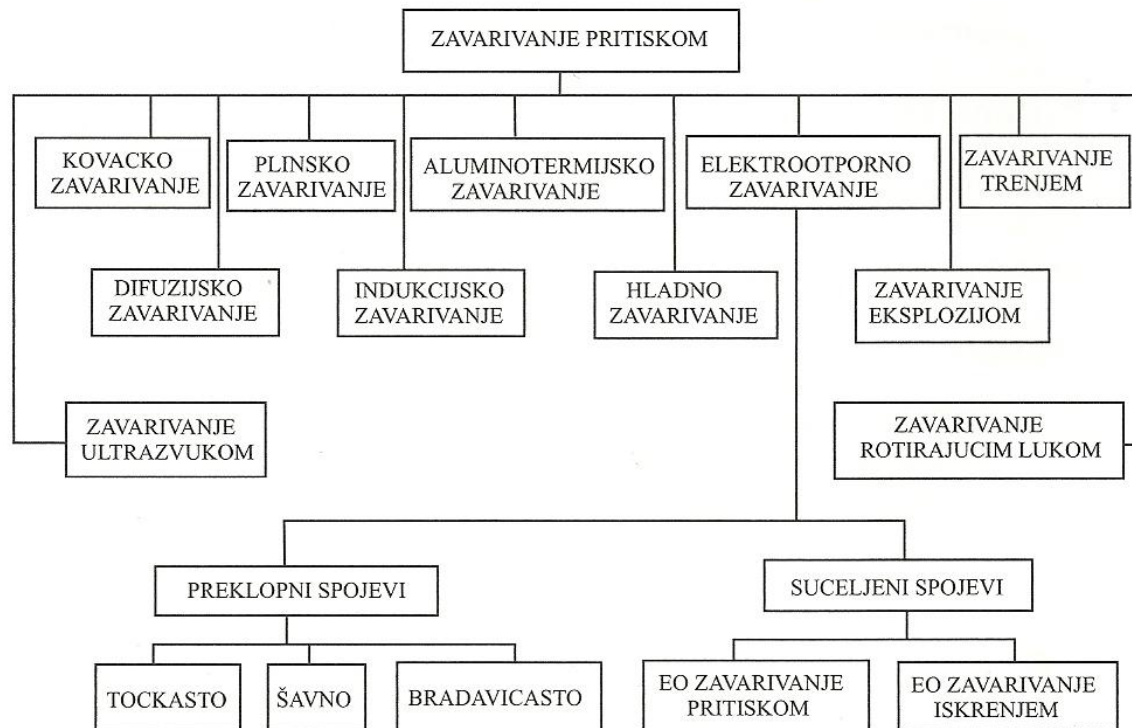 ZAVARIVANJE PRITISKOM
KOVACKO
ZAVARIVANJE
PLINSKO
ZAVARIVANJE
ALUMINOTERMIJSKO
ZAVARIVANJE
ELEKTROOTPORNO
ZAVARIVANJE
ZAVARIVANJE
TRENJEM
DIFUZIJSKO
ZAVARIVANJE
INDUKCIJSKO
ZAVARIVANJE
HLADNO
ZAVARIVANJE
ZAVARIVANJE
EKSPLOZIJOM
ZAVARIVANJE
ULTRAZVUKOM
ZAVARIVANJE
ROTIRAJUCIM LUKOM
PREKLOPNI SPOJEVI
SUCELJENI SPOJEVI
TOCKASTO
ŠAVNO
BRADAVICASTO
EO ZAVARIVANJE
PRITISKOM
EO ZAVARIVANJE
ISKRENJEM